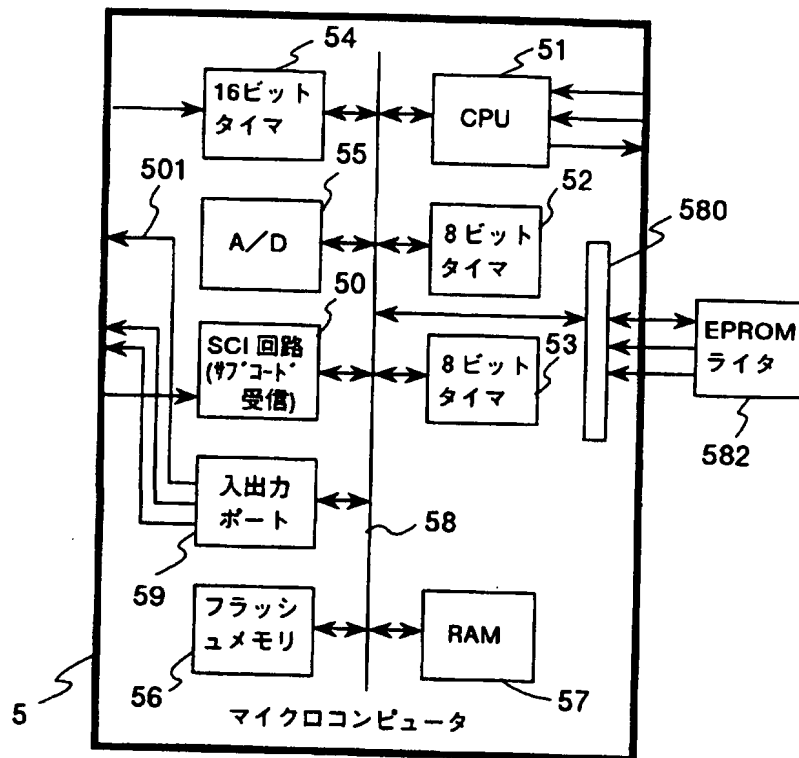 54
16ビット
タイマ
51
CPU
501
55
A/D
52
8ビット
タイマ
580
50
SCI 回路
(サブコード
受信)
53
8ビット
タイマ
EPROM
ライタ
582
入出力
ポート
58
59
フラッシ
ュメモリ
56
RAM
57
5
マイクロコンピュータ